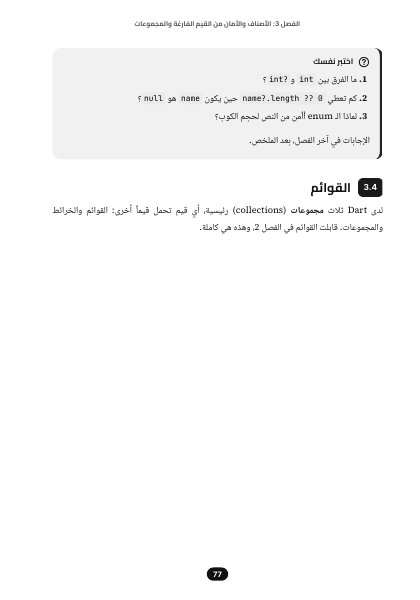 الفصل 3: الأصناف والأمان من القيم الفارغة والمجموعات
اختبر نفسك
1. ما الفرق بين int و int? ؟
2. كم تعطي name?.length ?? 0 حين يكون name هو null ؟
3. لماذا الـ enum أأمن من النص لحجم الكوب؟
الإجابات في آخر الفصل، بعد الملخص.
3.4 القوائم
لدى Dart ثلاث مجموعات (collections) رئيسية، أي قيم تحمل قيماً أخرى: القوائم والخرائط
والمجموعات. قابلت القوائم في الفصل 2، وهذه هي كاملة.
77